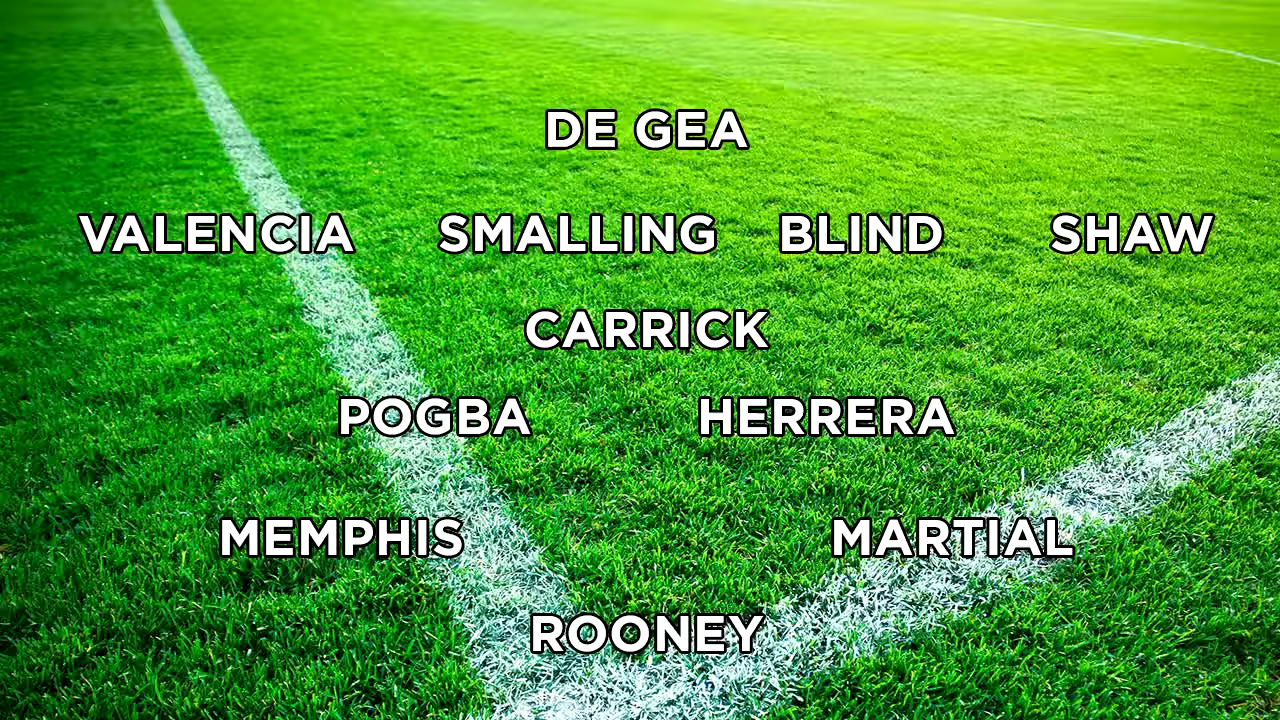 DE GEA
VALENCIA SMALLING BLIND SHAW
CARRICK
POGBA HERRERA
MEMPHIS MARTIAL
ROONEY